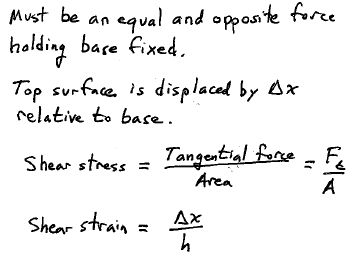 Must be an equal and opposite force
holding base fixed.
Top surface is displaced by Δx
relative to base.
Shear stress = Tangential force / Area = F_t / A
Shear strain = Δx / h